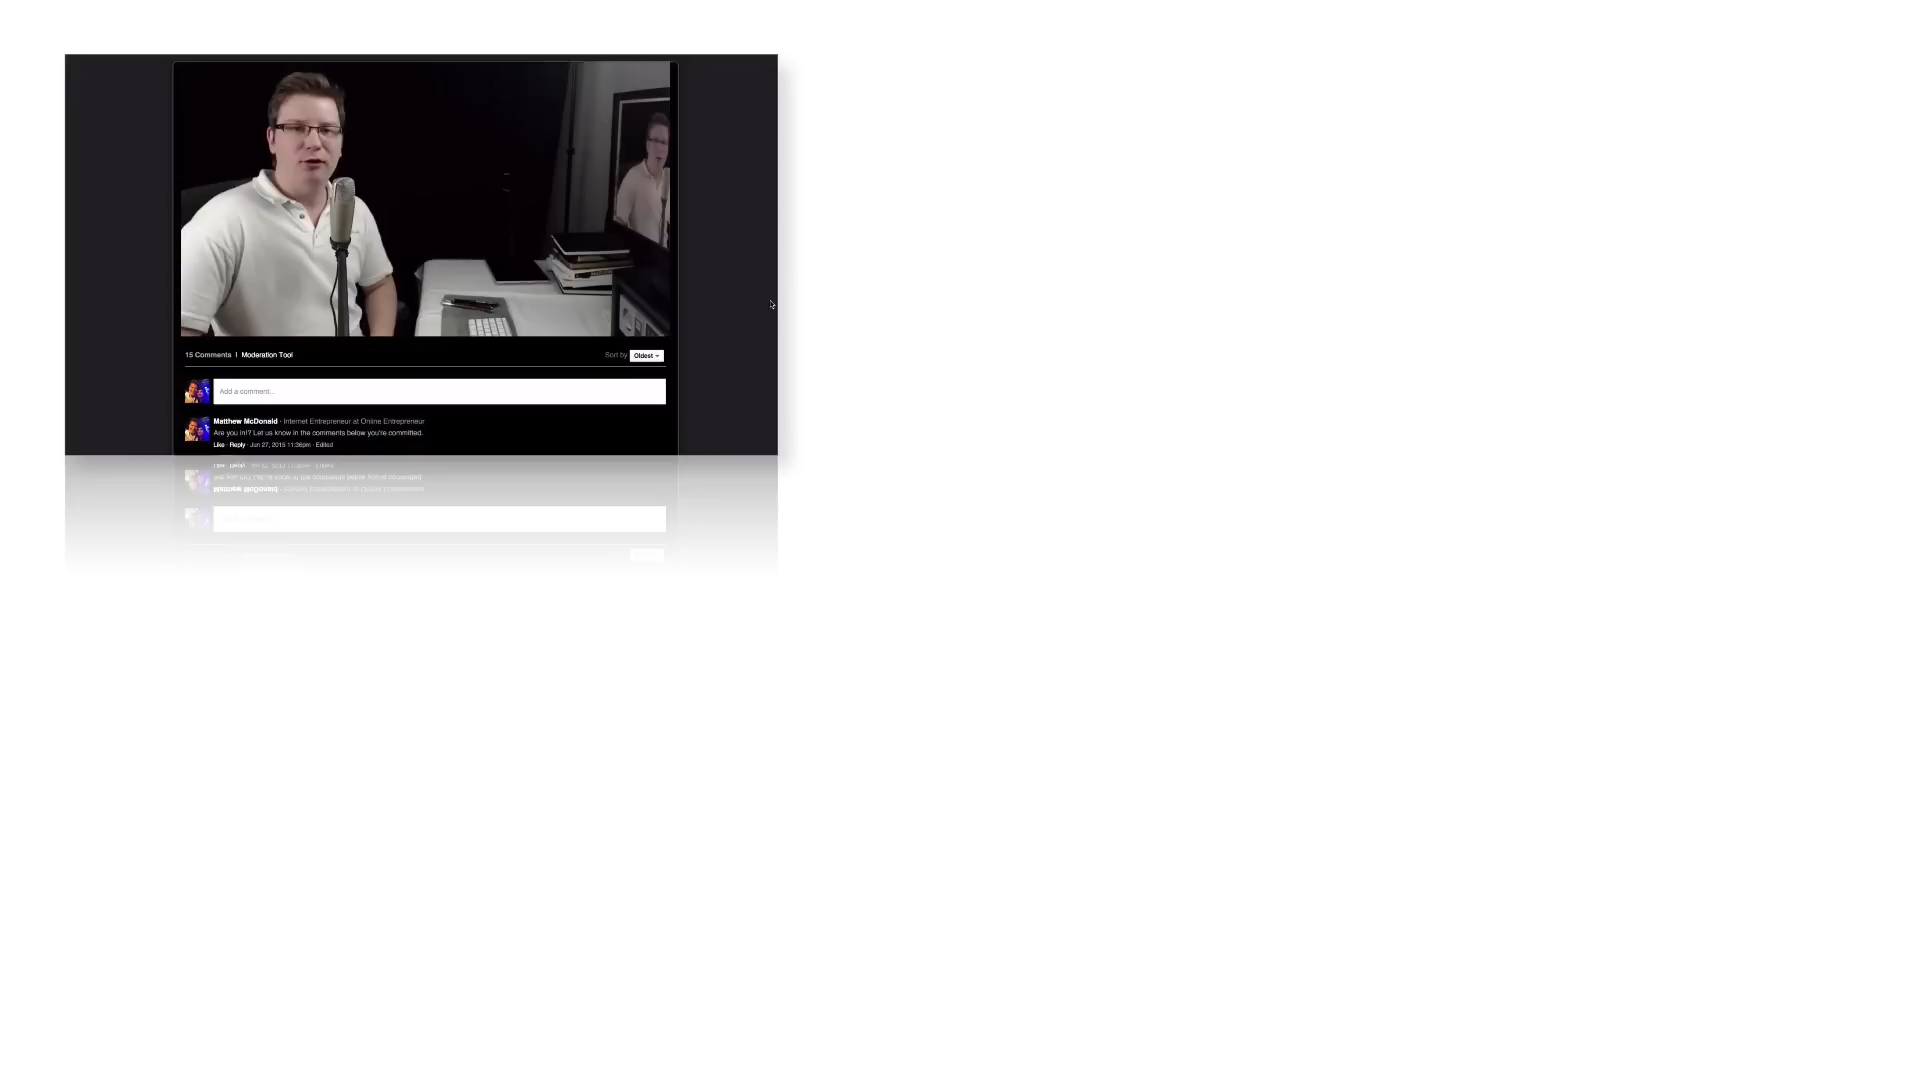 15 Comments | Moderation Tool
Sort by Oldest
Add a comment...
Matthew McDonald · Internet Entrepreneur at Online Entrepreneur
Are you in!? Let us know in the comments below you're committed.
Like · Reply · Jun 27, 2015 11:36pm · Edited